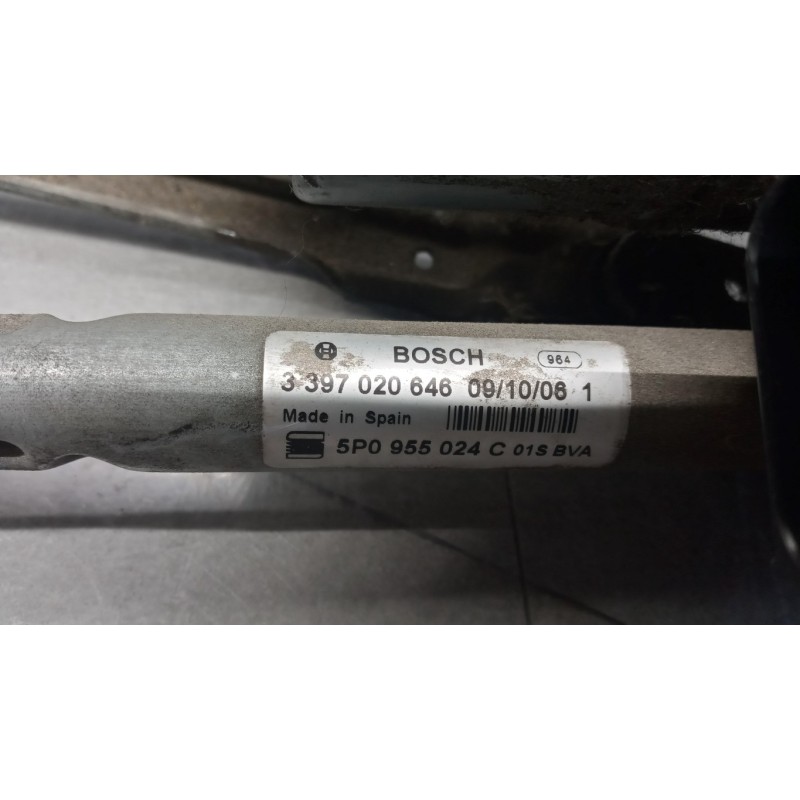 BOSCH 964
3 397 020 646 09/10/06 1
Made in Spain
5P0 955 024 C 01S BVA